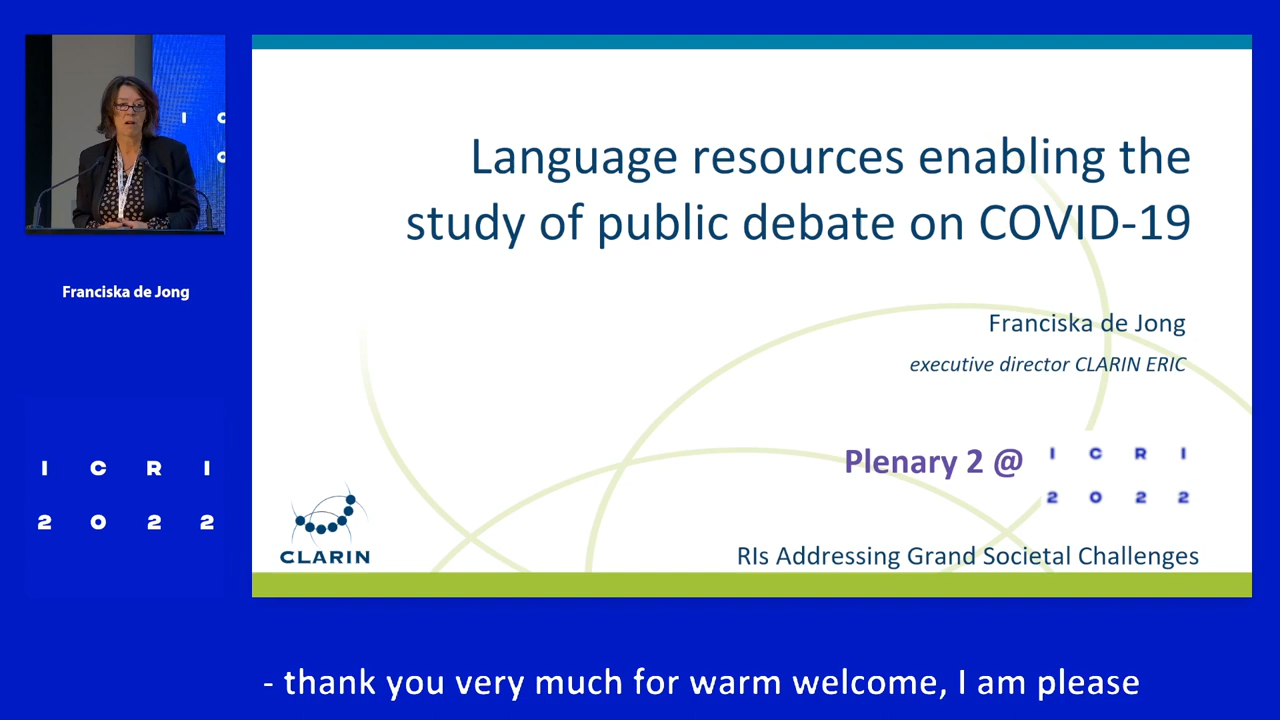 I C
O
Franciska de Jong
I C R I
2 0 2 2
Language resources enabling the
study of public debate on COVID-19
Franciska de Jong
executive director CLARIN ERIC
Plenary 2 @ I C R I
2 0 2 2
CLARIN
RIs Addressing Grand Societal Challenges
- thank you very much for warm welcome, I am please